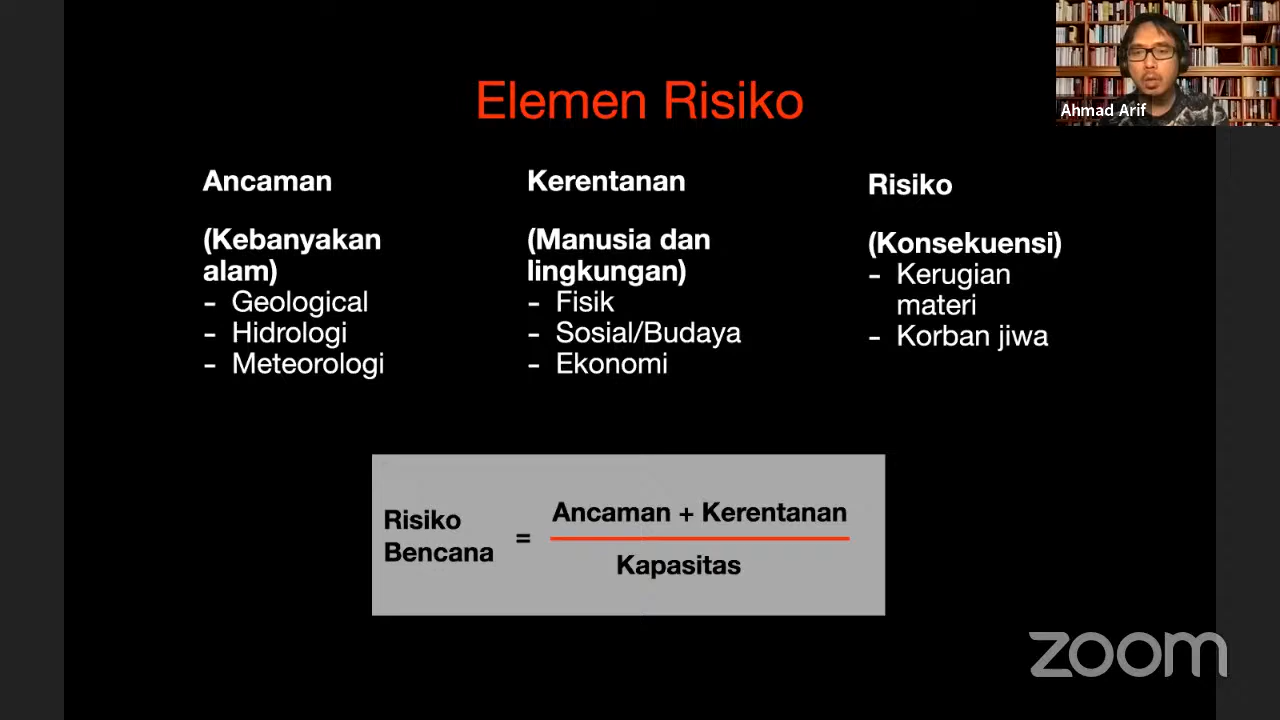 Elemen Risiko
Ahmad Arif
Ancaman
(Kebanyakan
alam)
- Geological
- Hidrologi
- Meteorologi
Kerentanan
(Manusia dan
lingkungan)
- Fisik
- Sosial/Budaya
- Ekonomi
Risiko
(Konsekuensi)
- Kerugian
materi
- Korban jiwa
Risiko
Bencana
=
Ancaman + Kerentanan
Kapasitas
zoom